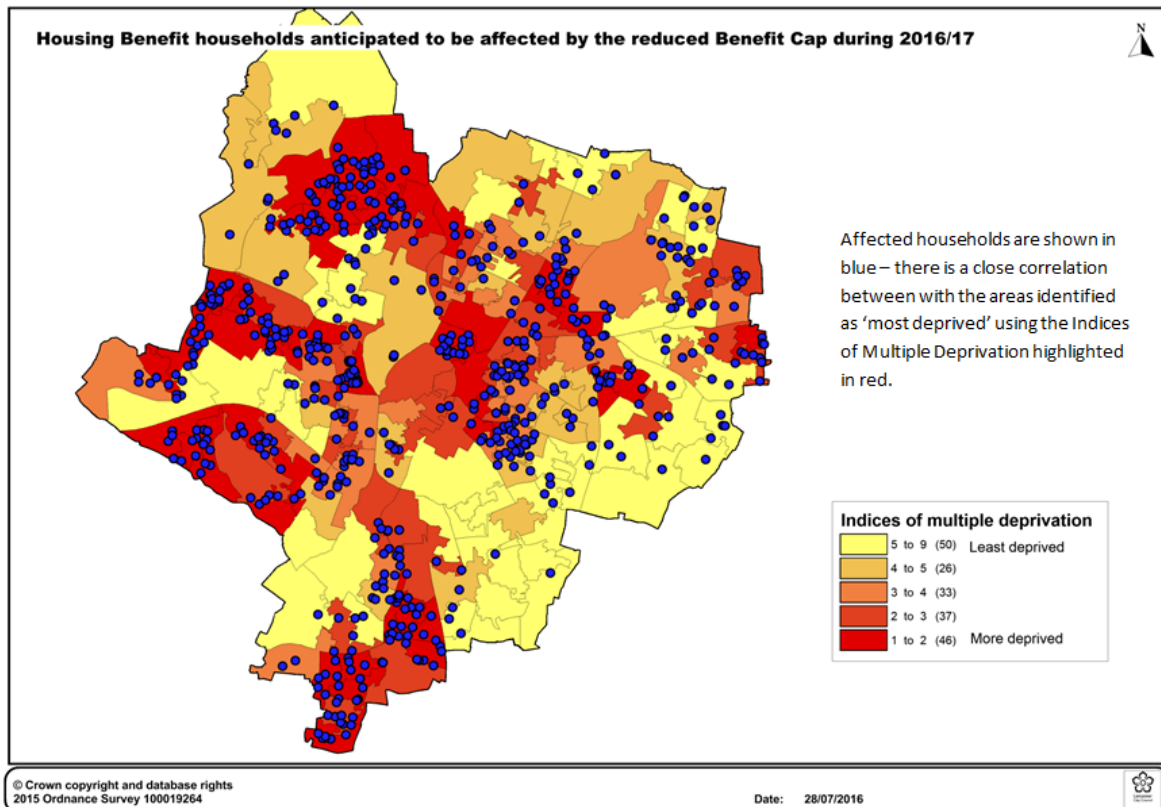 Housing Benefit households anticipated to be affected by the reduced Benefit Cap during 2016/17
N
Affected households are shown in
blue – there is a close correlation
between with the areas identified
as ‘most deprived’ using the Indices
of Multiple Deprivation highlighted
in red.
Indices of multiple deprivation
5 to 9 (50) Least deprived
4 to 5 (26)
3 to 4 (33)
2 to 3 (37)
1 to 2 (46) More deprived
© Crown copyright and database rights
2015 Ordnance Survey 100019264
Date: 28/07/2016